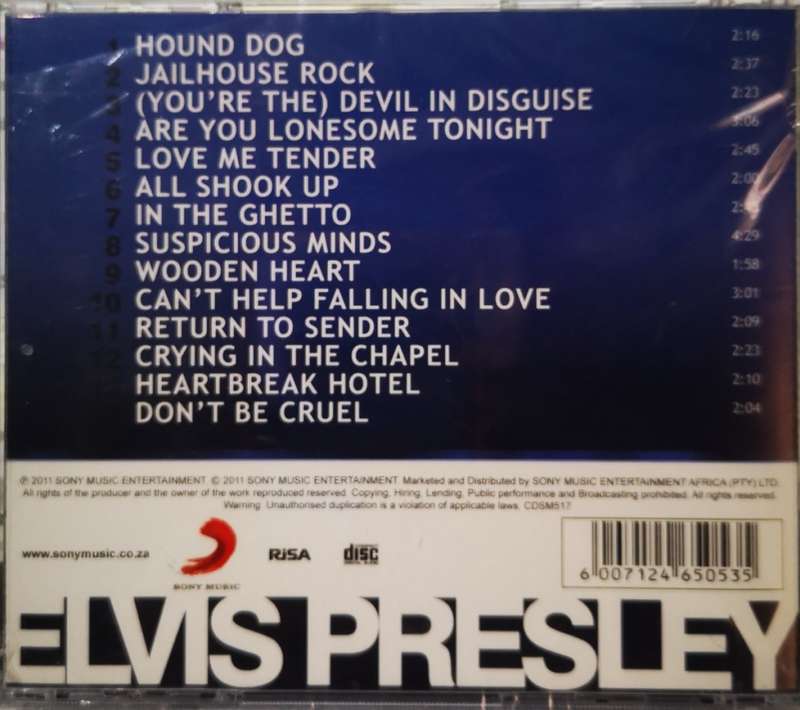 1 HOUND DOG 2:16
2 JAILHOUSE ROCK 2:37
3 (YOU'RE THE) DEVIL IN DISGUISE 2:23
4 ARE YOU LONESOME TONIGHT 3:06
5 LOVE ME TENDER 2:45
6 ALL SHOOK UP
7 IN THE GHETTO
8 SUSPICIOUS MINDS 4:29
9 WOODEN HEART 1:58
10 CAN'T HELP FALLING IN LOVE 3:01
11 RETURN TO SENDER 2:09
12 CRYING IN THE CHAPEL 2:23
HEARTBREAK HOTEL 2:10
DON'T BE CRUEL 2:04
℗ 2011 SONY MUSIC ENTERTAINMENT © 2011 SONY MUSIC ENTERTAINMENT Marketed and Distributed by SONY MUSIC ENTERTAINMENT AFRICA (PTY) LTD.
All rights of the producer and the owner of the work reproduced reserved. Copying, Hiring, Lending, Public performance and Broadcasting prohibited. All rights reserved.
Warning: Unauthorised duplication is a violation of applicable laws. CDSM517
www.sonymusic.co.za SONY MUSIC RiSA disc
6 007124 650535
ELVIS PRESLEY